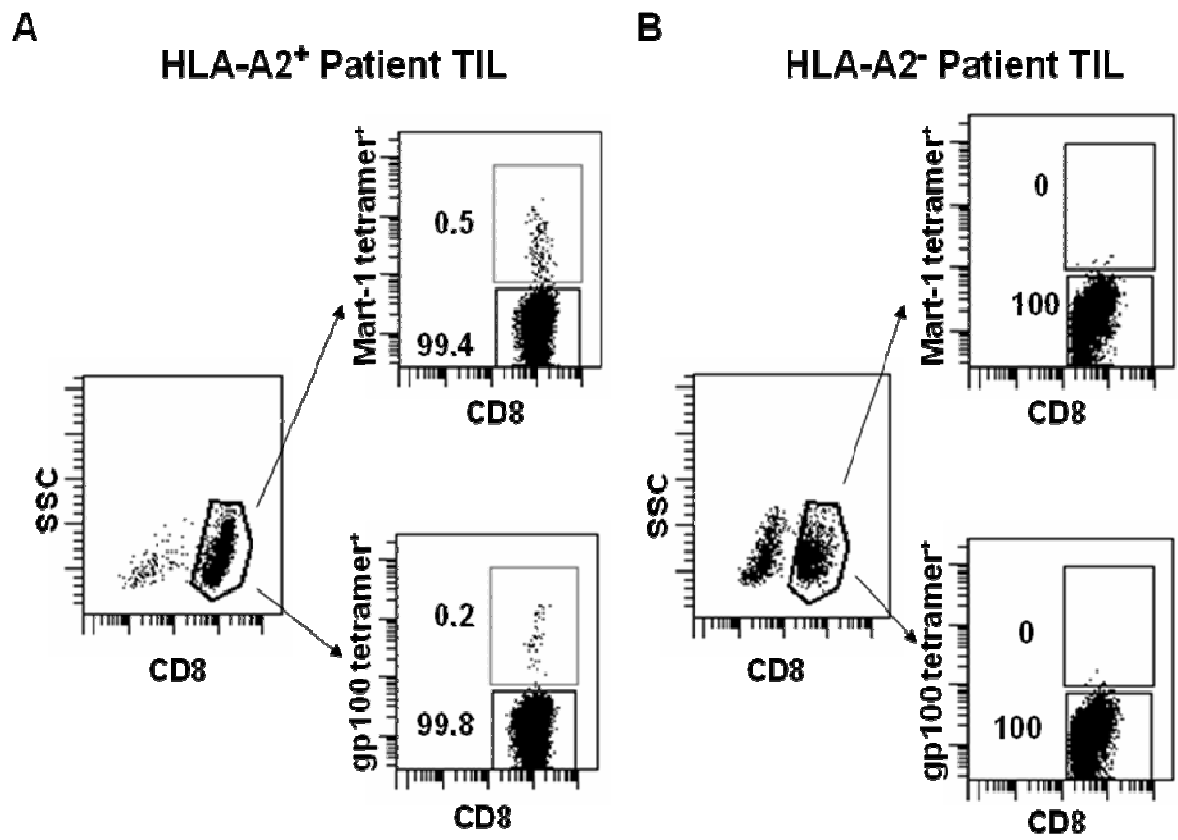 A
HLA-A2⁺ Patient TIL
Mart-1 tetramer⁺
0.5
99.4
CD8
SSC
CD8
gp100 tetramer⁺
0.2
99.8
CD8
B
HLA-A2⁻ Patient TIL
Mart-1 tetramer⁺
0
100
CD8
SSC
CD8
gp100 tetramer⁺
0
100
CD8